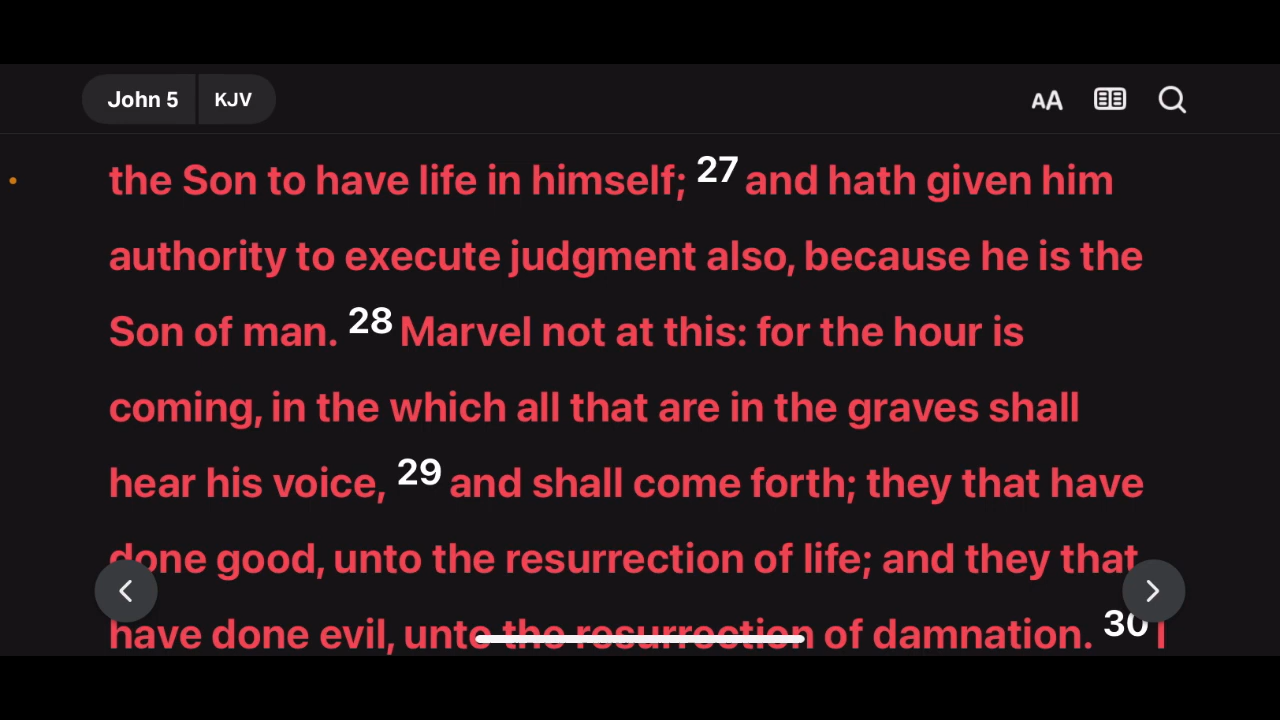 John 5 KJV AA
the Son to have life in himself; 27 and hath given him
authority to execute judgment also, because he is the
Son of man. 28 Marvel not at this: for the hour is
coming, in the which all that are in the graves shall
hear his voice, 29 and shall come forth; they that have
done good, unto the resurrection of life; and they that
have done evil, unto the resurrection of damnation. 30 I